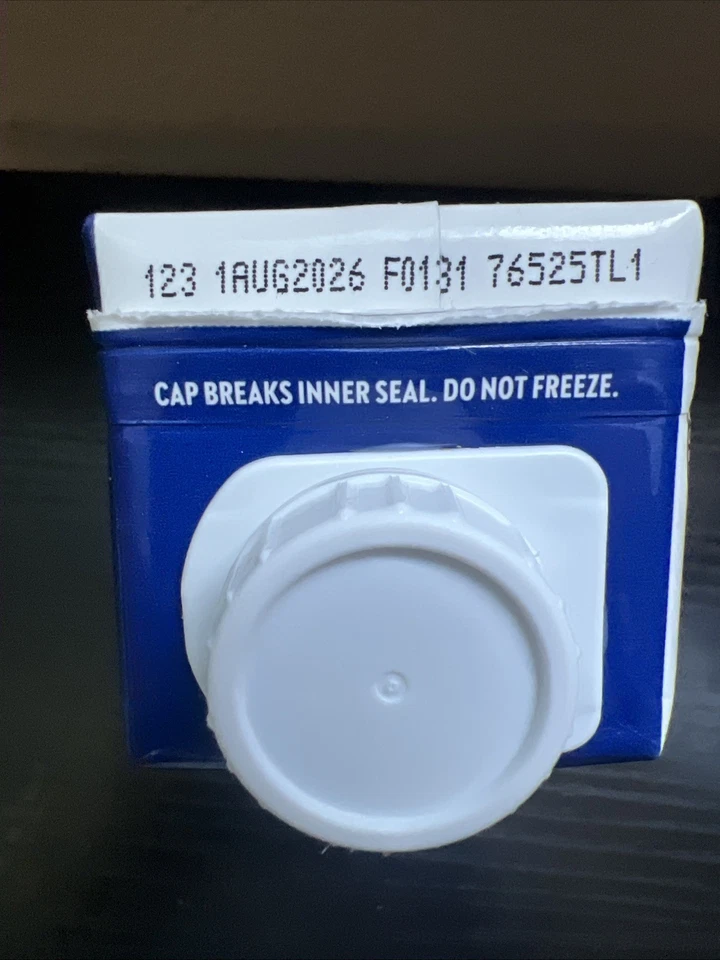 123 1AUG2026 F0131 76525TL1
CAP BREAKS INNER SEAL. DO NOT FREEZE.